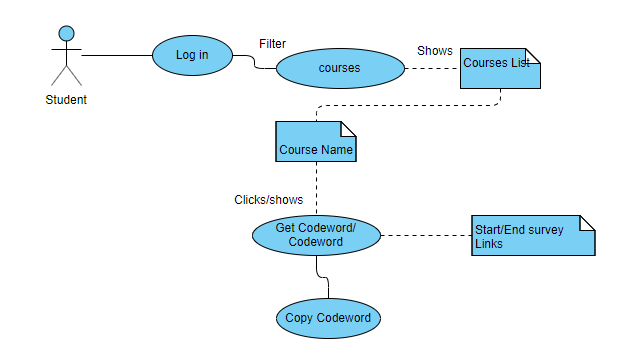 Student
Log in
Filter
courses
Shows
Courses List
Course Name
Clicks/shows
Get Codeword/
Codeword
Start/End survey
Links
Copy Codeword